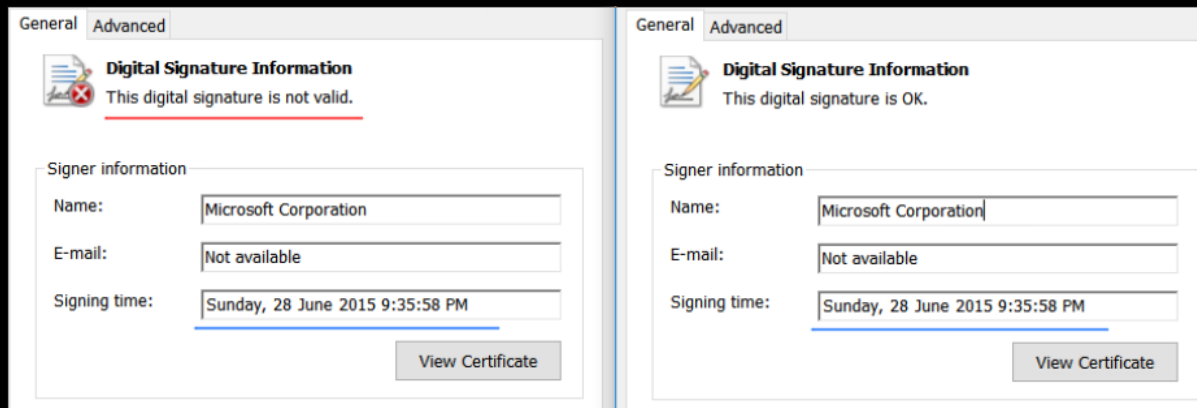 General Advanced
Digital Signature Information
This digital signature is not valid.
Signer information
Name: Microsoft Corporation
E-mail: Not available
Signing time: Sunday, 28 June 2015 9:35:58 PM
View Certificate
General Advanced
Digital Signature Information
This digital signature is OK.
Signer information
Name: Microsoft Corporation
E-mail: Not available
Signing time: Sunday, 28 June 2015 9:35:58 PM
View Certificate